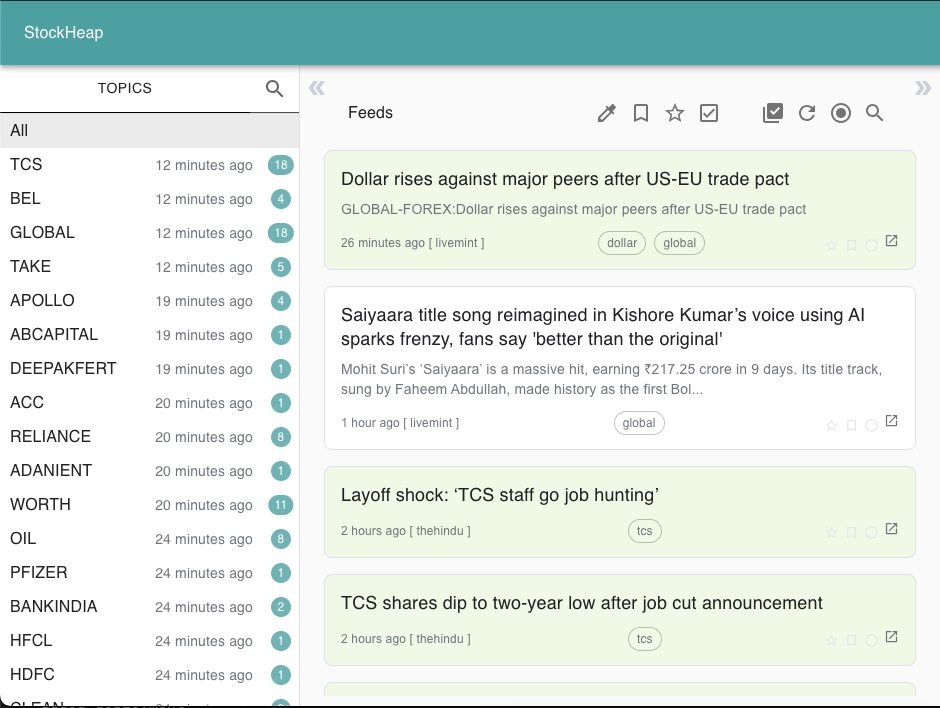 StockHeap
TOPICS
All
TCS 12 minutes ago 18
BEL 12 minutes ago 4
GLOBAL 12 minutes ago 18
TAKE 12 minutes ago 5
APOLLO 19 minutes ago 4
ABCAPITAL 19 minutes ago 1
DEEPAKFERT 19 minutes ago 1
ACC 20 minutes ago 1
RELIANCE 20 minutes ago 8
ADANIENT 20 minutes ago 1
WORTH 20 minutes ago 11
OIL 24 minutes ago 8
PFIZER 24 minutes ago 1
BANKINDIA 24 minutes ago 2
HFCL 24 minutes ago 1
HDFC 24 minutes ago 1
Feeds
Dollar rises against major peers after US-EU trade pact
GLOBAL-FOREX:Dollar rises against major peers after US-EU trade pact
26 minutes ago [ livemint ] dollar global
Saiyaara title song reimagined in Kishore Kumar’s voice using AI
sparks frenzy, fans say 'better than the original'
Mohit Suri’s ‘Saiyaara’ is a massive hit, earning ₹217.25 crore in 9 days. Its title track,
sung by Faheem Abdullah, made history as the first Bol...
1 hour ago [ livemint ] global
Layoff shock: ‘TCS staff go job hunting’
2 hours ago [ thehindu ] tcs
TCS shares dip to two-year low after job cut announcement
2 hours ago [ thehindu ] tcs